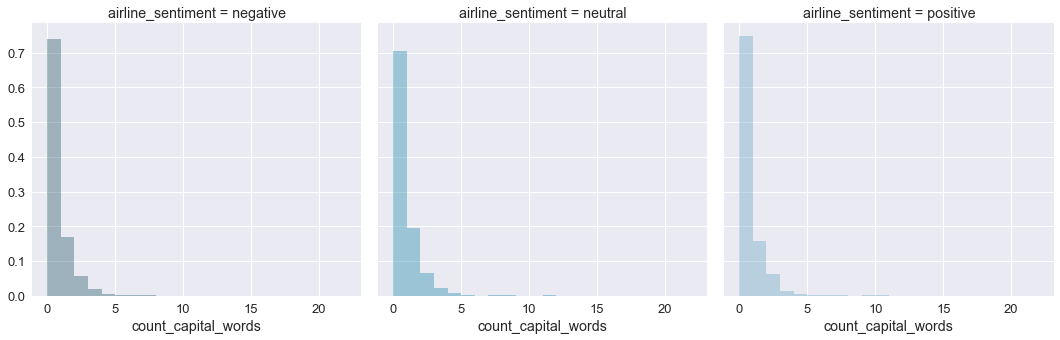 airline_sentiment = negative
airline_sentiment = neutral
airline_sentiment = positive
0.7
0.6
0.5
0.4
0.3
0.2
0.1
0.0
0 5 10 15 20
0 5 10 15 20
0 5 10 15 20
count_capital_words
count_capital_words
count_capital_words